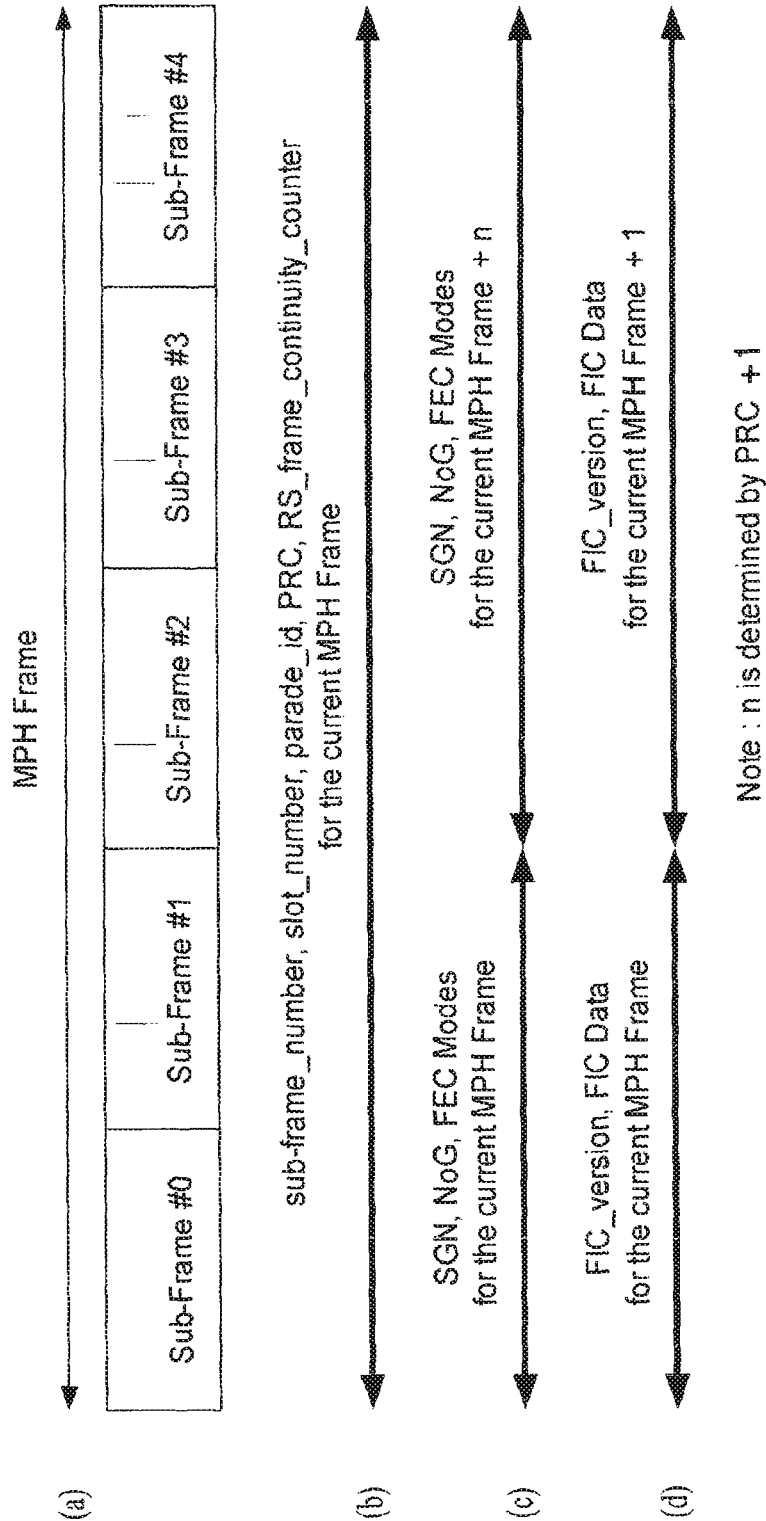 MPH Frame
(a)
Sub-Frame #0
Sub-Frame #1
Sub-Frame #2
Sub-Frame #3
Sub-Frame #4
sub-frame_number, slot_number, parade_id, PRC, RS_frame_continuity_counter
for the current MPH Frame
(b)
SGN, NoG, FEC Modes
for the current MPH Frame
SGN, NoG, FEC Modes
for the current MPH Frame + n
(c)
FIC_version, FIC Data
for the current MPH Frame
FIC_version, FIC Data
for the current MPH Frame + 1
(d)
Note : n is determined by PRC +1